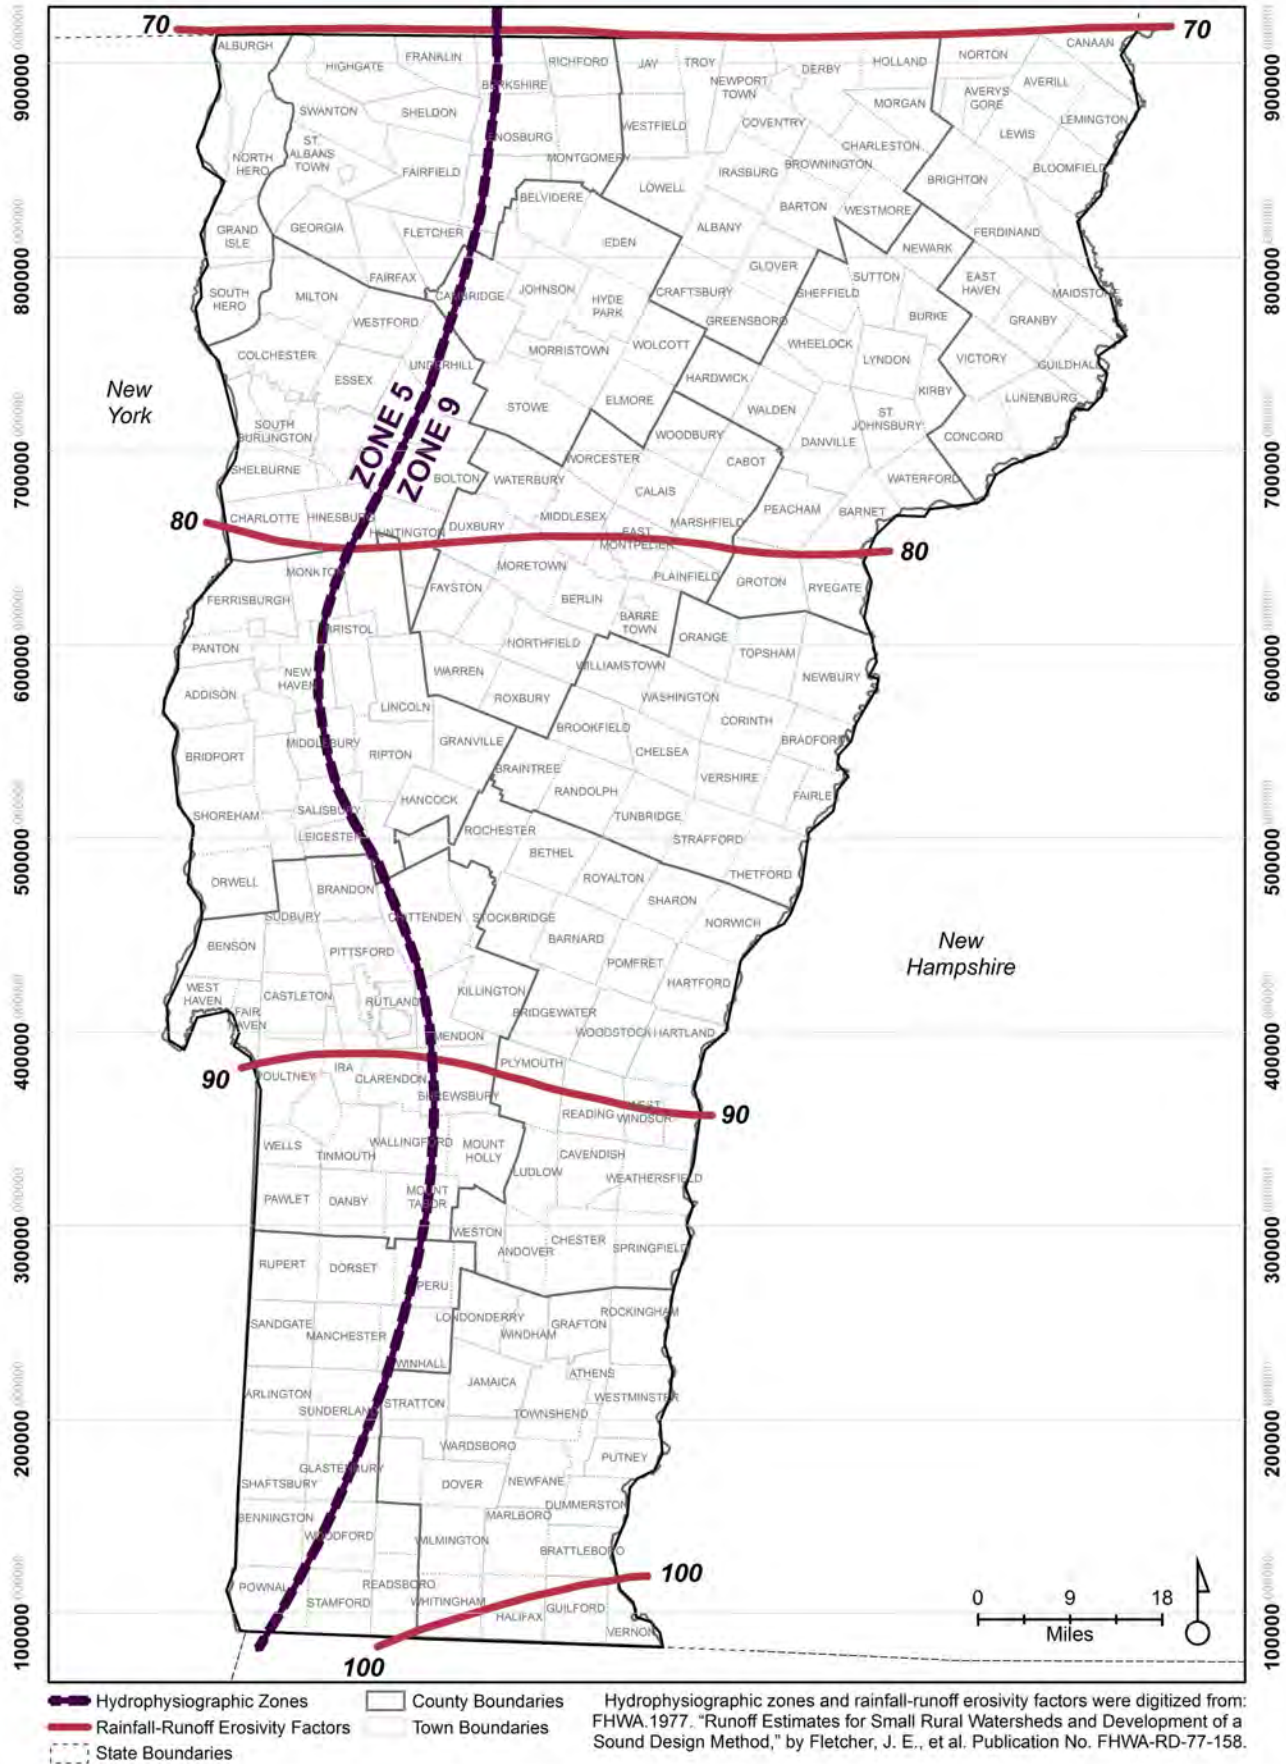 70
70
ALBURGH
HIGHGATE
FRANKLIN
BERKSHIRE
RICHFORD
JAY
TROY
NEWPORT
TOWN
DERBY
HOLLAND
NORTON
CANAAN
AVERYS
GORE
AVERILL
SWANTON
SHELDON
ENOSBURG
WESTFIELD
COVENTRY
MORGAN
LEWIS
LEMINGTON
ST.
ALBANS
TOWN
NORTH
HERO
FAIRFIELD
MONTGOMERY
LOWELL
IRASBURG
BROWNINGTON
CHARLESTON
BRIGHTON
BLOOMFIELD
BELVIDERE
GRAND
ISLE
GEORGIA
FLETCHER
EDEN
ALBANY
BARTON
WESTMORE
NEWARK
FERDINAND
FAIRFAX
CAMBRIDGE
JOHNSON
HYDE
PARK
CRAFTSBURY
GLOVER
SHEFFIELD
SUTTON
EAST
HAVEN
MAIDSTONE
SOUTH
HERO
MILTON
WESTFORD
MORRISTOWN
WOLCOTT
GREENSBORO
WHEELOCK
BURKE
GRANBY
COLCHESTER
ESSEX
UNDERHILL
LYNDON
VICTORY
GUILDHALL
New
York
STOWE
ELMORE
HARDWICK
WALDEN
KIRBY
LUNENBURG
ZONE 5
ZONE 9
SOUTH
BURLINGTON
WOODBURY
DANVILLE
ST.
JOHNSBURY
CONCORD
SHELBURNE
BOLTON
WATERBURY
WORCESTER
CALAIS
CABOT
WATERFORD
80
CHARLOTTE
HINESBURG
HUNTINGTON
DUXBURY
MIDDLESEX
EAST
MONTPELIER
MARSHFIELD
PEACHAM
BARNET
80
MONKTON
FERRISBURGH
FAYSTON
MORETOWN
BERLIN
PLAINFIELD
GROTON
RYEGATE
BARRE
TOWN
PANTON
BRISTOL
NORTHFIELD
ORANGE
TOPSHAM
ADDISON
NEW
HAVEN
WARREN
WILLIAMSTOWN
NEWBURY
LINCOLN
ROXBURY
WASHINGTON
BRIDPORT
MIDDLEBURY
RIPTON
GRANVILLE
BROOKFIELD
CHELSEA
CORINTH
BRADFORD
BRAINTREE
VERSHIRE
SHOREHAM
SALISBURY
HANCOCK
RANDOLPH
FAIRLE
LEIGESTER
ROCHESTER
TUNBRIDGE
STRAFFORD
BETHEL
ORWELL
BRANDON
ROYALTON
THETFORD
SUDBURY
CHITTENDEN
STOCKBRIDGE
SHARON
NORWICH
BENSON
PITTSFORD
BARNARD
POMFRET
New
Hampshire
WEST
HAVEN
CASTLETON
RUTLAND
KILLINGTON
HARTFORD
FAIR
HAVEN
BRIDGEWATER
MENDON
WOODSTOCK
HARTLAND
90
POULTNEY
IRA
CLARENDON
PLYMOUTH
SHREWSBURY
READING
WEST
WINDSOR
90
WELLS
TINMOUTH
WALLINGFORD
MOUNT
HOLLY
LUDLOW
CAVENDISH
WEATHERSFIELD
PAWLET
DANBY
MOUNT
TABOR
WESTON
ANDOVER
CHESTER
SPRINGFIELD
RUPERT
DORSET
PERU
SANDGATE
MANCHESTER
LONDONDERRY
WINDHAM
GRAFTON
ROCKINGHAM
WINHALL
ATHENS
ARLINGTON
SUNDERLAND
STRATTON
JAMAICA
TOWNSHEND
WESTMINSTER
WARDSBORO
PUTNEY
GLASTENBURY
SHAFTSBURY
DOVER
NEWFANE
BENNINGTON
MARLBORO
DUMMERSTON
WOODFORD
WILMINGTON
BRATTLEBORO
POWNAL
STAMFORD
READSBORO
WHITINGHAM
HALIFAX
GUILFORD
VERNON
100
100
0 9 18
Miles
900000
800000
700000
600000
500000
400000
300000
200000
100000
900000
800000
700000
600000
500000
400000
300000
200000
100000
Hydrophysiographic Zones
Rainfall-Runoff Erosivity Factors
State Boundaries
County Boundaries
Town Boundaries
Hydrophysiographic zones and rainfall-runoff erosivity factors were digitized from:
FHWA.1977. “Runoff Estimates for Small Rural Watersheds and Development of a
Sound Design Method,” by Fletcher, J. E., et al. Publication No. FHWA-RD-77-158.